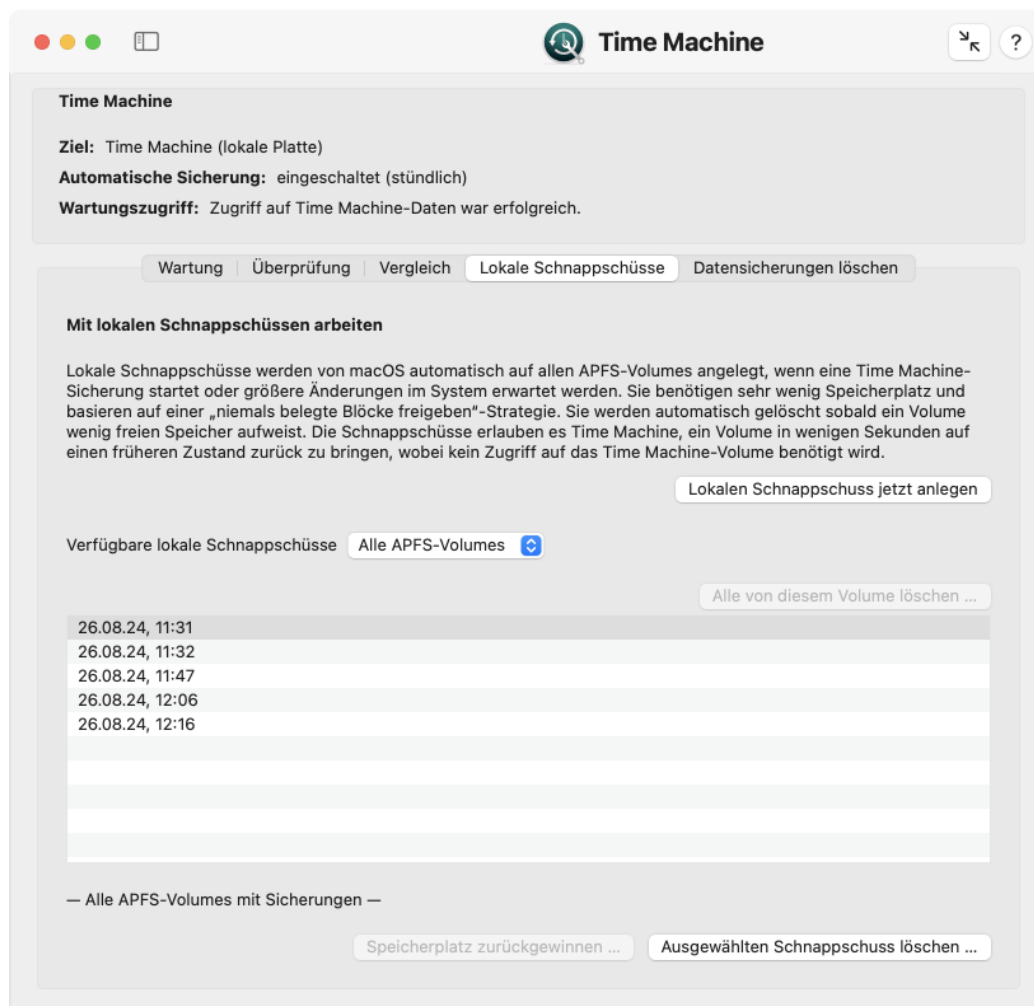 Time Machine
?
Time Machine
Ziel: Time Machine (lokale Platte)
Automatische Sicherung: eingeschaltet (stündlich)
Wartungszugriff: Zugriff auf Time Machine-Daten war erfolgreich.
Wartung Überprüfung Vergleich Lokale Schnappschüsse Datensicherungen löschen
Mit lokalen Schnappschüssen arbeiten
Lokale Schnappschüsse werden von macOS automatisch auf allen APFS-Volumes angelegt, wenn eine Time Machine-
Sicherung startet oder größere Änderungen im System erwartet werden. Sie benötigen sehr wenig Speicherplatz und
basieren auf einer „niemals belegte Blöcke freigeben“-Strategie. Sie werden automatisch gelöscht sobald ein Volume
wenig freien Speicher aufweist. Die Schnappschüsse erlauben es Time Machine, ein Volume in wenigen Sekunden auf
einen früheren Zustand zurück zu bringen, wobei kein Zugriff auf das Time Machine-Volume benötigt wird.
Lokalen Schnappschuss jetzt anlegen
Verfügbare lokale Schnappschüsse Alle APFS-Volumes
Alle von diesem Volume löschen ...
26.08.24, 11:31
26.08.24, 11:32
26.08.24, 11:47
26.08.24, 12:06
26.08.24, 12:16
— Alle APFS-Volumes mit Sicherungen —
Speicherplatz zurückgewinnen ... Ausgewählten Schnappschuss löschen ...